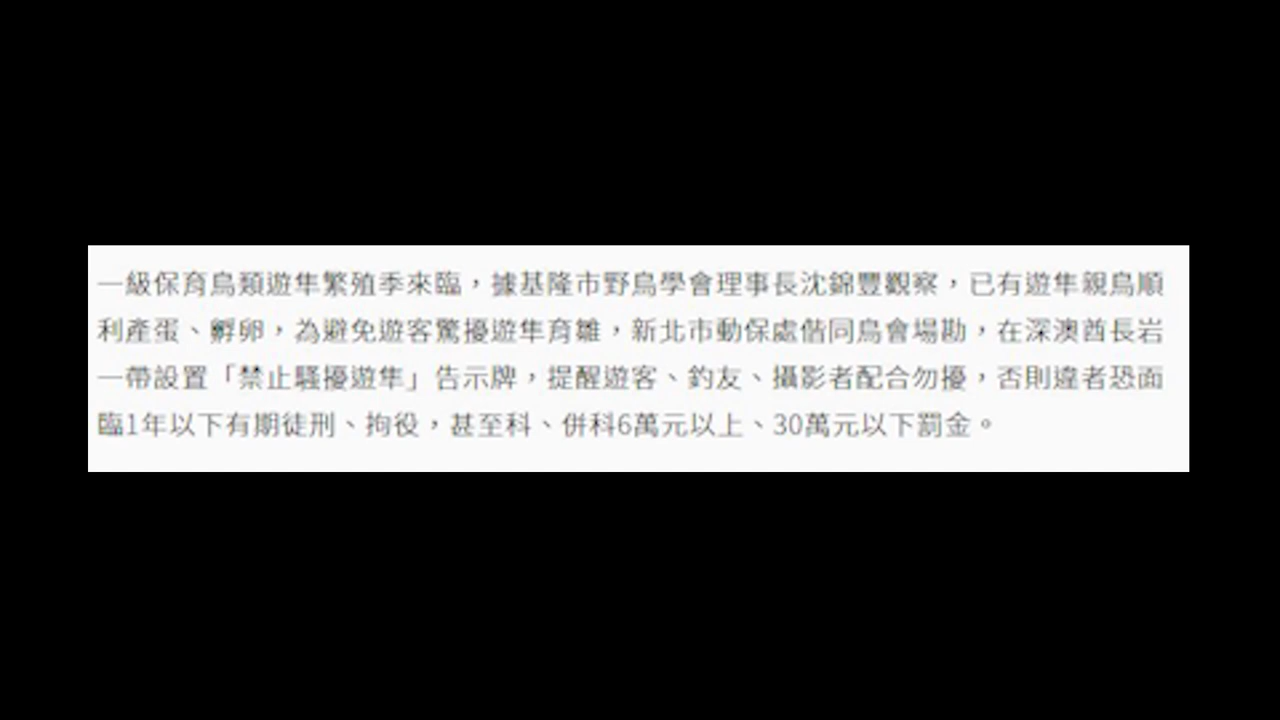 一級保育鳥類遊隼繁殖季來臨，據基隆市野鳥學會理事長沈錦豐觀察，已有遊隼親鳥順
利產蛋、孵卵，為避免遊客驚擾遊隼育雛，新北市動保處偕同鳥會場勘，在深澳酋長岩
一帶設置「禁止騷擾遊隼」告示牌，提醒遊客、釣友、攝影者配合勿擾，否則違者恐面
臨1年以下有期徒刑、拘役，甚至科、併科6萬元以上、30萬元以下罰金。